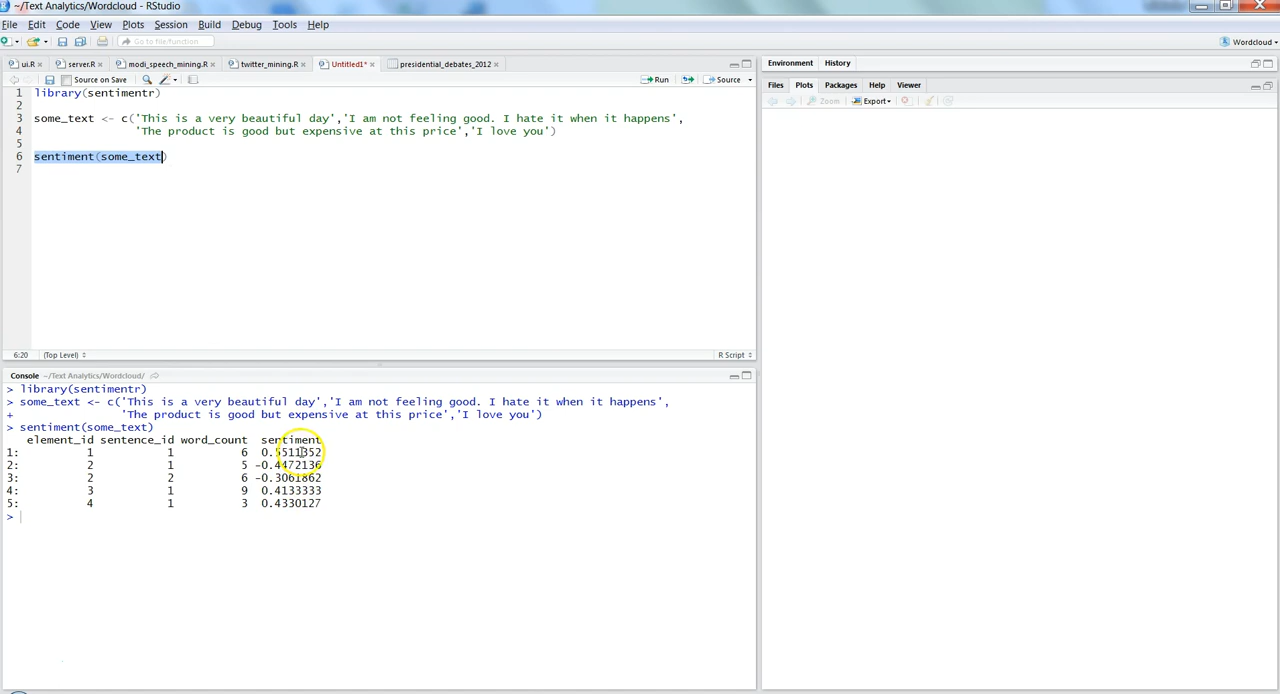 ~/Text Analytics/Wordcloud - RStudio
File Edit Code View Plots Session Build Debug Tools Help
Go to file/function
Wordcloud
ui.R server.R modi_speech_mining.R twitter_mining.R Untitled1* presidential_debates_2012
Source on Save Run Source
1 library(sentimentr)
2
3 some_text <- c('This is a very beautiful day','I am not feeling good. I hate it when it happens',
4 'The product is good but expensive at this price','I love you')
5
6 sentiment(some_text)
7
6:20 (Top Level) R Script
Console ~/Text Analytics/Wordcloud/
> library(sentimentr)
> some_text <- c('This is a very beautiful day','I am not feeling good. I hate it when it happens',
+ 'The product is good but expensive at this price','I love you')
> sentiment(some_text)
element_id sentence_id word_count sentiment
1: 1 1 6 0.5511352
2: 2 1 5 -0.4472136
3: 2 2 6 -0.3061862
4: 3 1 9 0.4133333
5: 4 1 3 0.4330127
>
Environment History
Files Plots Packages Help Viewer
Zoom Export